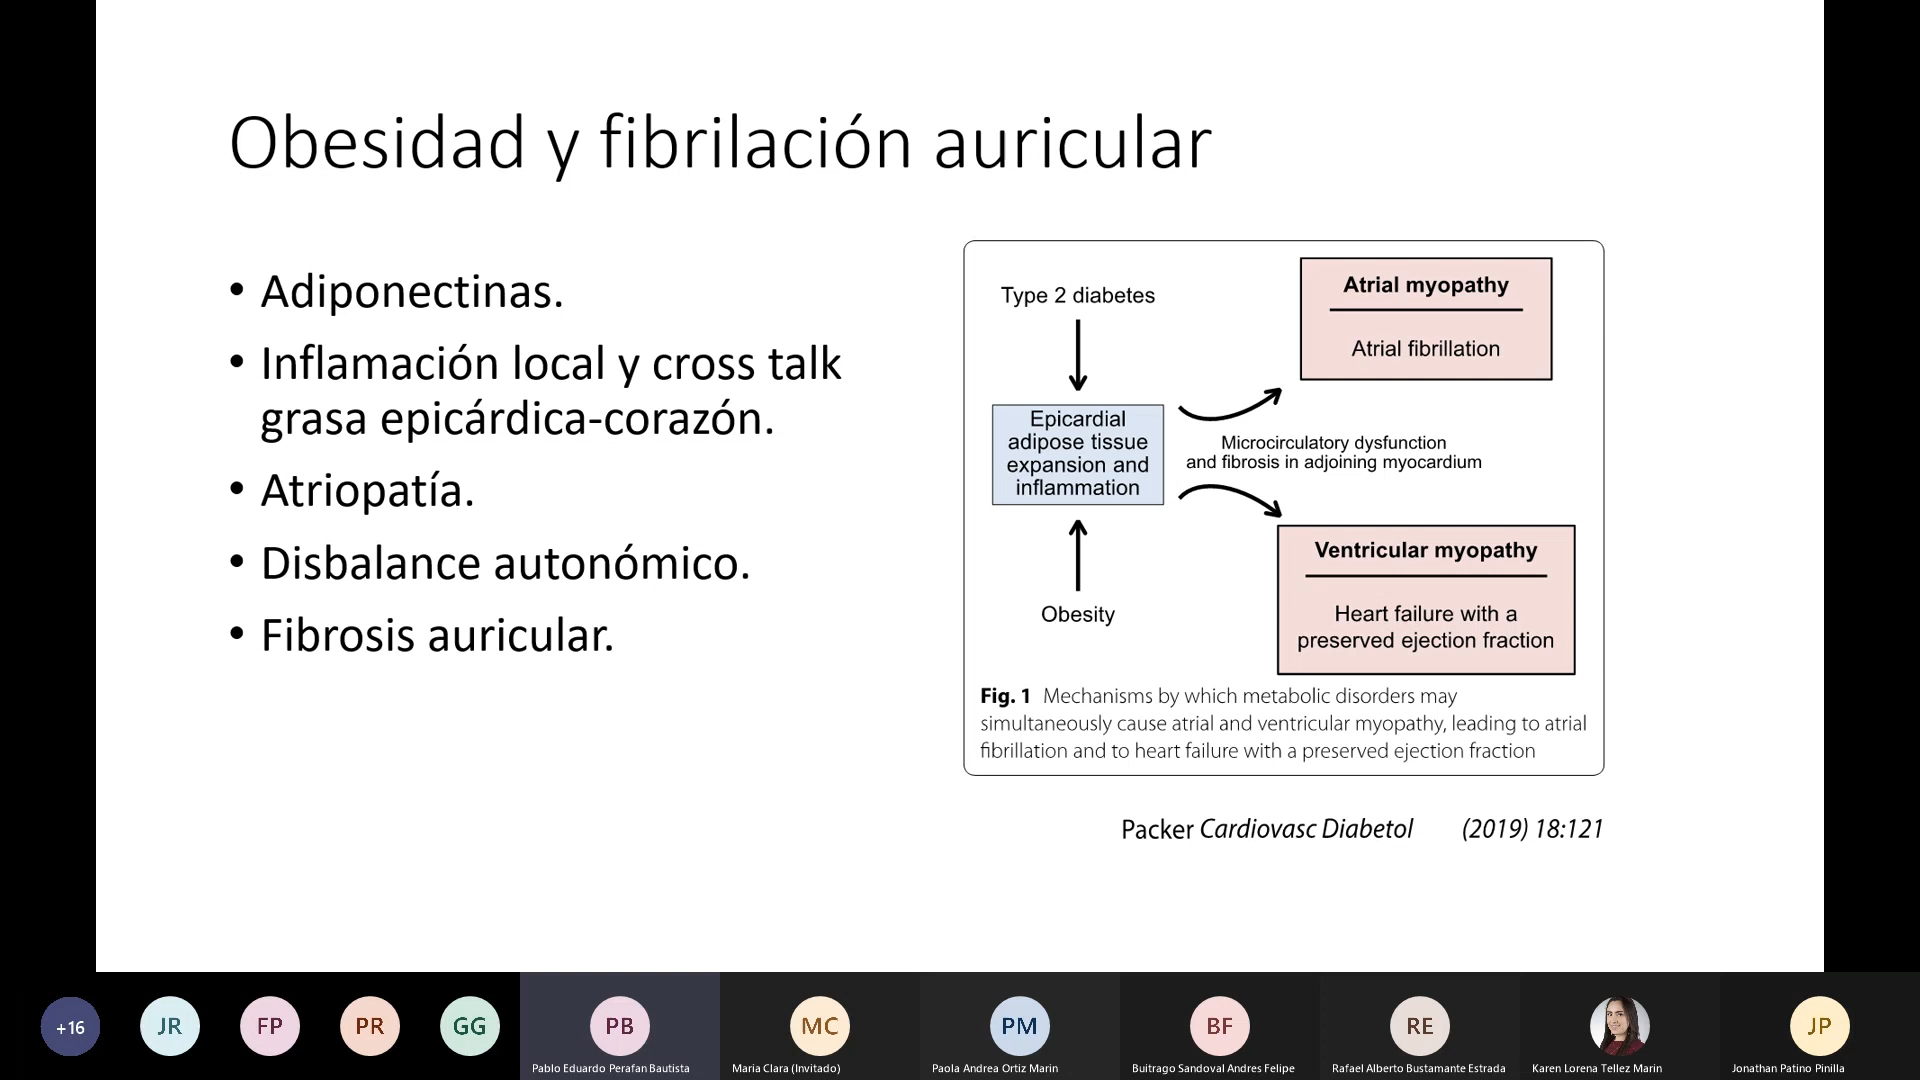 Obesidad y fibrilación auricular
• Adiponectinas.
• Inflamación local y cross talk
grasa epicárdica-corazón.
• Atriopatía.
• Disbalance autonómico.
• Fibrosis auricular.
Type 2 diabetes
Epicardial
adipose tissue
expansion and
inflammation
Obesity
Atrial myopathy
Atrial fibrillation
Microcirculatory dysfunction
and fibrosis in adjoining myocardium
Ventricular myopathy
Heart failure with a
preserved ejection fraction
Fig. 1 Mechanisms by which metabolic disorders may
simultaneously cause atrial and ventricular myopathy, leading to atrial
fibrillation and to heart failure with a preserved ejection fraction
Packer Cardiovasc Diabetol (2019) 18:121
+16
JR
FP
PR
GG
PB
Pablo Eduardo Perafan Bautista
MC
Maria Clara (Invitado)
PM
Paola Andrea Ortiz Marin
BF
Buitrago Sandoval Andres Felipe
RE
Rafael Alberto Bustamante Estrada
Karen Lorena Tellez Marin
JP
Jonathan Patino Pinilla